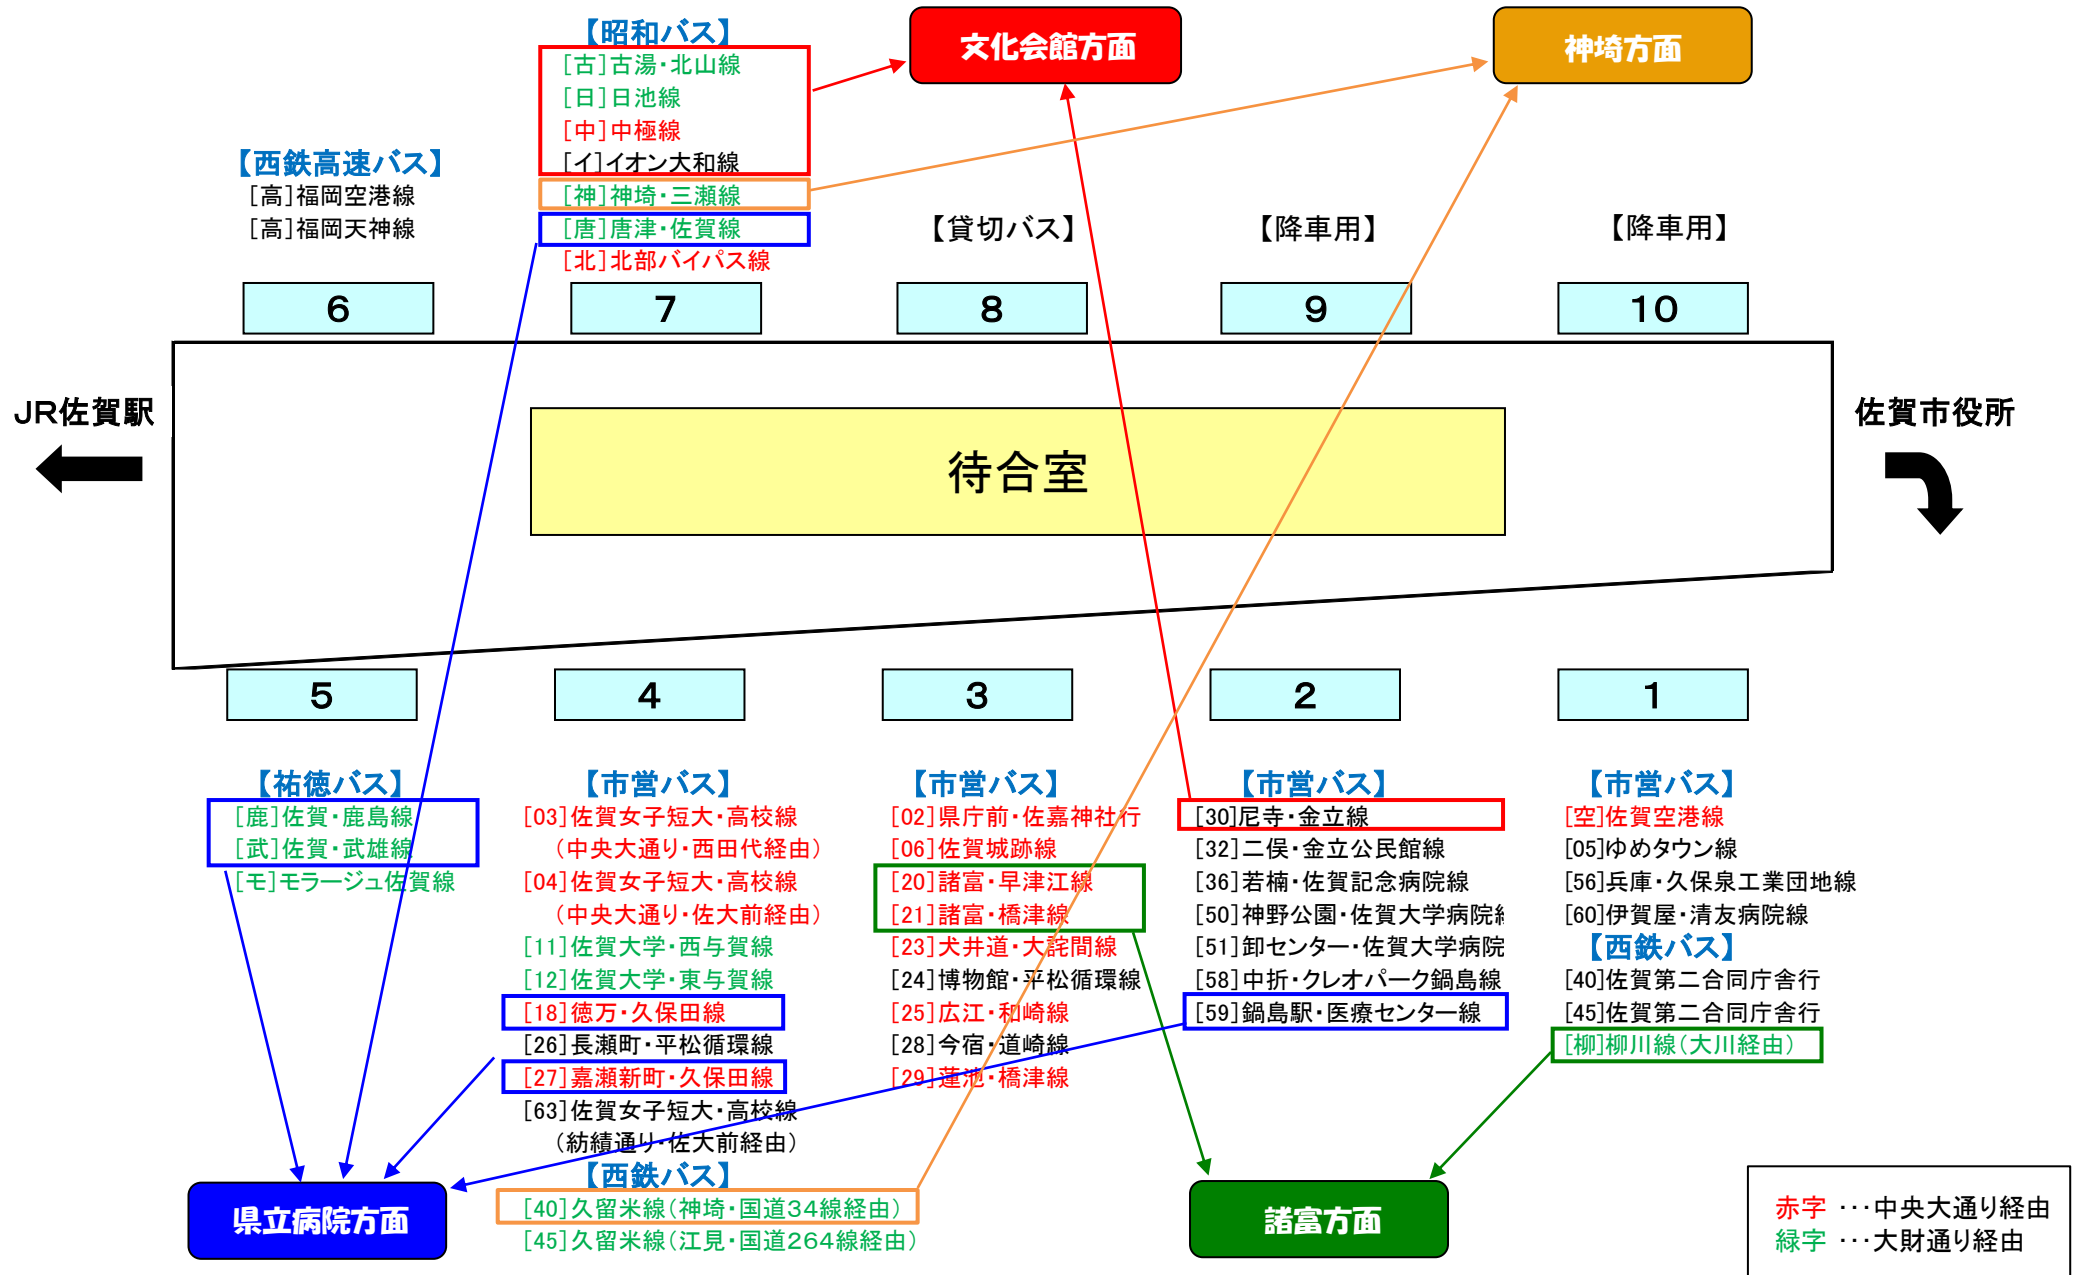 【昭和バス】
[古]古湯・北山線
[日]日池線
[中]中極線
[イ]イオン大和線
[神]神埼・三瀬線
[唐]唐津・佐賀線
[北]北部バイパス線
文化会館方面
神埼方面
【西鉄高速バス】
[高]福岡空港線
[高]福岡天神線
【貸切バス】
【降車用】
【降車用】
6
7
8
9
10
JR佐賀駅
待合室
佐賀市役所
5
4
3
2
1
【祐徳バス】
[鹿]佐賀・鹿島線
[武]佐賀・武雄線
[モ]モラージュ佐賀線
【市営バス】
[03]佐賀女子短大・高校線
（中央大通り・西田代経由）
[04]佐賀女子短大・高校線
（中央大通り・佐大前経由）
[11]佐賀大学・西与賀線
[12]佐賀大学・東与賀線
[18]徳万・久保田線
[26]長瀬町・平松循環線
[27]嘉瀬新町・久保田線
[63]佐賀女子短大・高校線
（紡績通り・佐大前経由）
【西鉄バス】
[40]久留米線（神埼・国道34線経由）
[45]久留米線（江見・国道264線経由）
【市営バス】
[02]県庁前・佐嘉神社行
[06]佐賀城跡線
[20]諸富・早津江線
[21]諸富・橋津線
[23]犬井道・大詫間線
[24]博物館・平松循環線
[25]広江・和崎線
[28]今宿・道崎線
[29]蓮池・橋津線
【市営バス】
[30]尼寺・金立線
[32]二俣・金立公民館線
[36]若楠・佐賀記念病院線
[50]神野公園・佐賀大学病院
[51]卸センター・佐賀大学病院
[58]中折・クレオパーク鍋島線
[59]鍋島駅・医療センター線
【市営バス】
[空]佐賀空港線
[05]ゆめタウン線
[56]兵庫・久保泉工業団地線
[60]伊賀屋・清友病院線
【西鉄バス】
[40]佐賀第二合同庁舎行
[45]佐賀第二合同庁舎行
[柳]柳川線（大川経由）
県立病院方面
諸富方面
赤字 ・・・中央大通り経由
緑字 ・・・大財通り経由